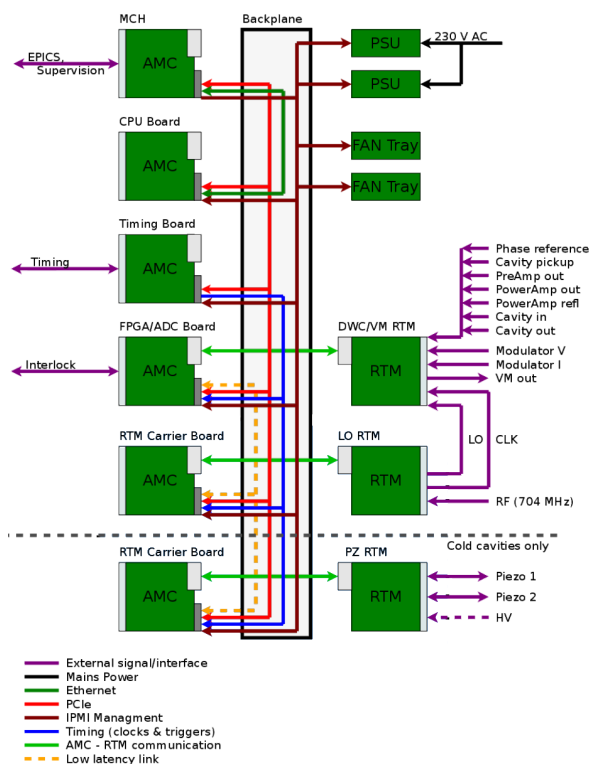 MCH
Backplane
AMC
PSU
230 V AC
EPICS,
Supervision
PSU
CPU Board
AMC
FAN Tray
FAN Tray
Timing Board
AMC
Timing
Phase reference
Cavity pickup
PreAmp out
PowerAmp out
PowerAmp refl
Cavity in
Cavity out
FPGA/ADC Board
DWC/VM RTM
AMC
RTM
Interlock
Modulator V
Modulator I
VM out
RTM Carrier Board
LO RTM
LO
CLK
AMC
RTM
RF (704 MHz)
Cold cavities only
RTM Carrier Board
PZ RTM
AMC
RTM
Piezo 1
Piezo 2
HV
External signal/interface
Mains Power
Ethernet
PCIe
IPMI Managment
Timing (clocks & triggers)
AMC - RTM communication
Low latency link